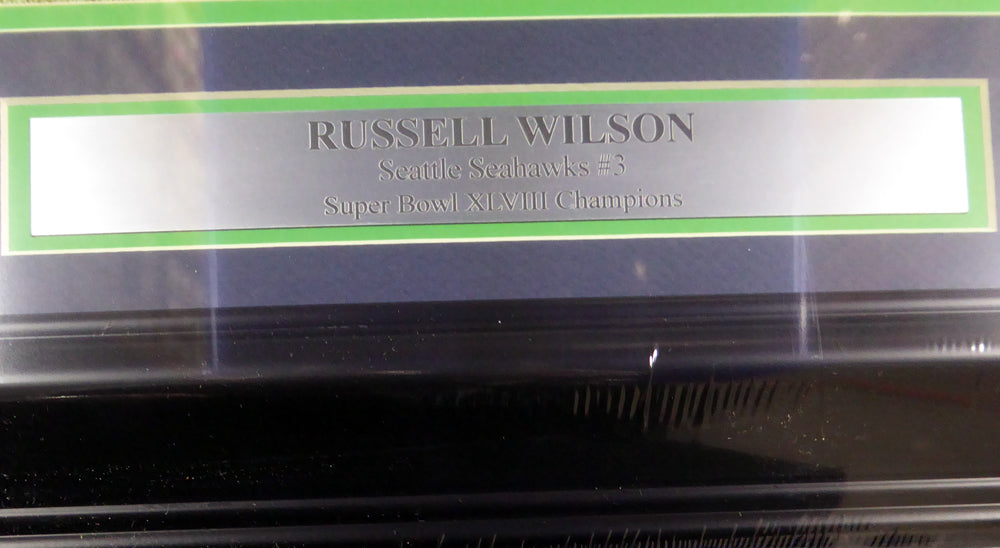 RUSSELL WILSON
Seattle Seahawks #3
Super Bowl XLVIII Champions